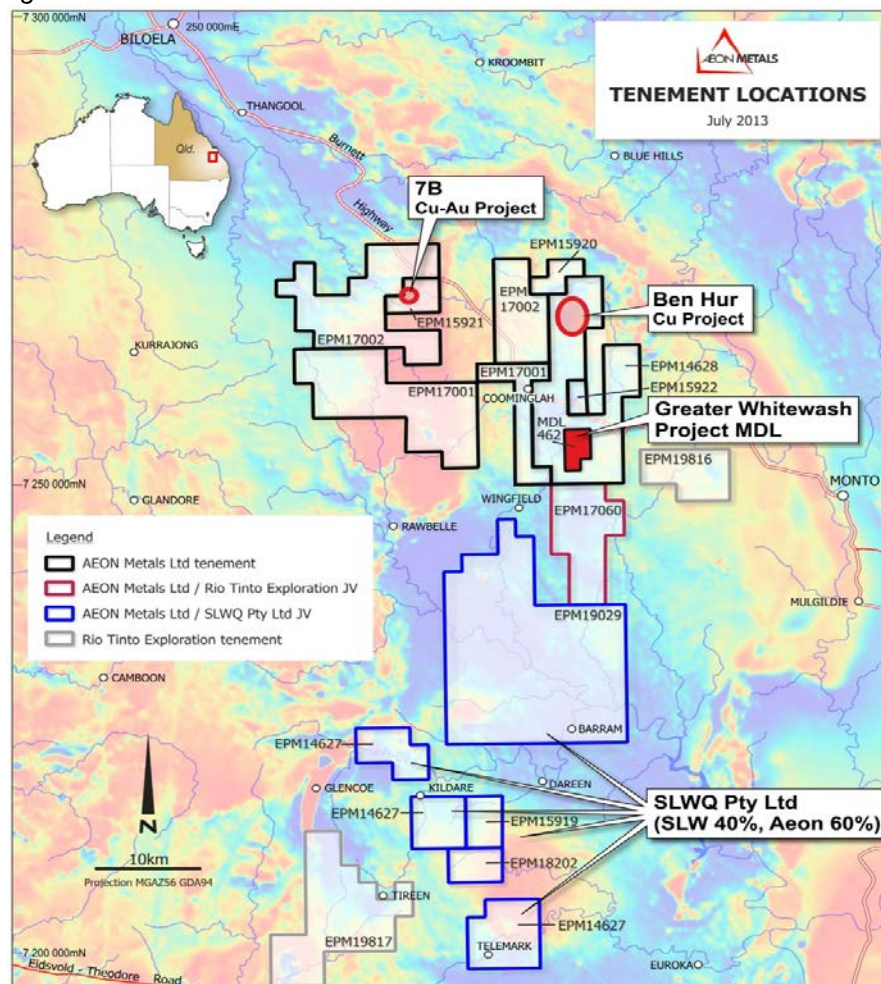 7 300 000mN
250 000mE
BILOELA
KROOMBIT
AEON METALS
TENEMENT LOCATIONS
July 2013
THANGOOL
Qld.
Burnett
Highway
BLUE HILLS
7B
Cu-Au Project
EPM15920
EPM
17002
Ben Hur
Cu Project
EPM15921
KURRAJONG
EPM17002
EPM17001
EPM17001
COOMINGLAH
EPM14628
EPM15922
MDL
462
Greater Whitewash
Project MDL
EPM19816
7 250 000mN
GLANDORE
WINGFIELD
MONTO
RAWBELLE
EPM17060
Legend
AEON Metals Ltd tenement
AEON Metals Ltd / Rio Tinto Exploration JV
AEON Metals Ltd / SLWQ Pty Ltd JV
Rio Tinto Exploration tenement
EPM19029
MULGILDIE
CAMBOON
BARRAM
EPM14627
GLENCOE
KILDARE
DAREEN
SLWQ Pty Ltd
(SLW 40%, Aeon 60%)
EPM14627
EPM15919
EPM18202
N
10km
Projection MGAZ56 GDA94
TIREEN
EPM14627
EPM19817
TELEMARK
EUROKA
7 200 000mN
Eidsvold - Theodore Road